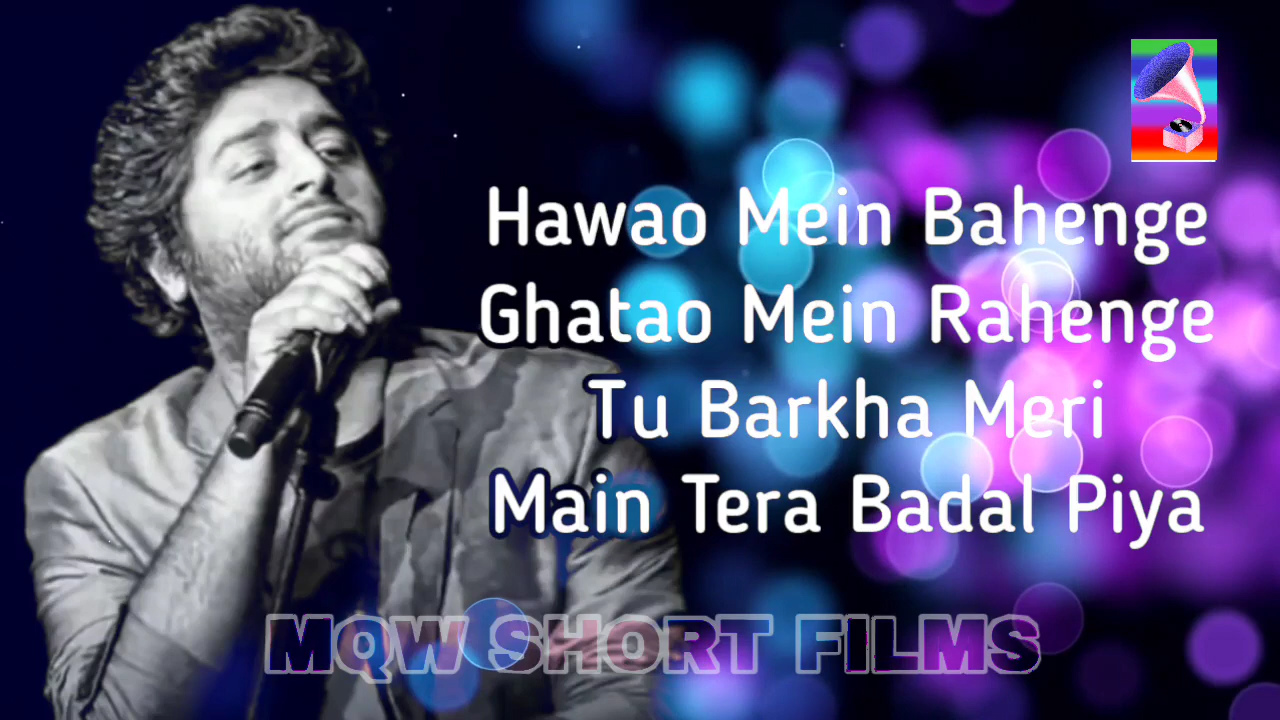 Hawao Mein Bahenge
Ghatao Mein Rahenge
Tu Barkha Meri
Main Tera Badal Piya
MQW SHORT FILMS